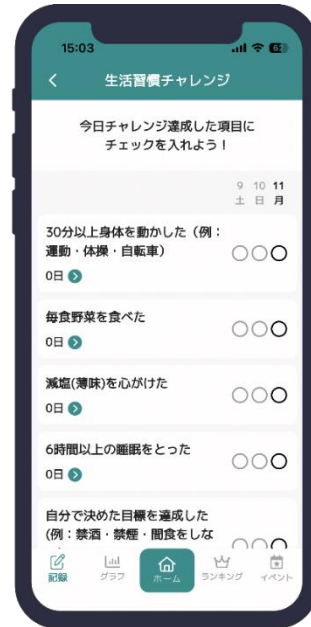 15:03
生活習慣チャレンジ
今日チャレンジ達成した項目に
チェックを入れよう！
9 10 11
土 日 月
30分以上身体を動かした（例：
運動・体操・自転車）
0日
毎食野菜を食べた
0日
減塩(薄味)を心がけた
0日
6時間以上の睡眠をとった
0日
自分で決めた目標を達成した
(例：禁酒・禁煙・間食をしな
記録 グラフ ホーム ランキング イベント